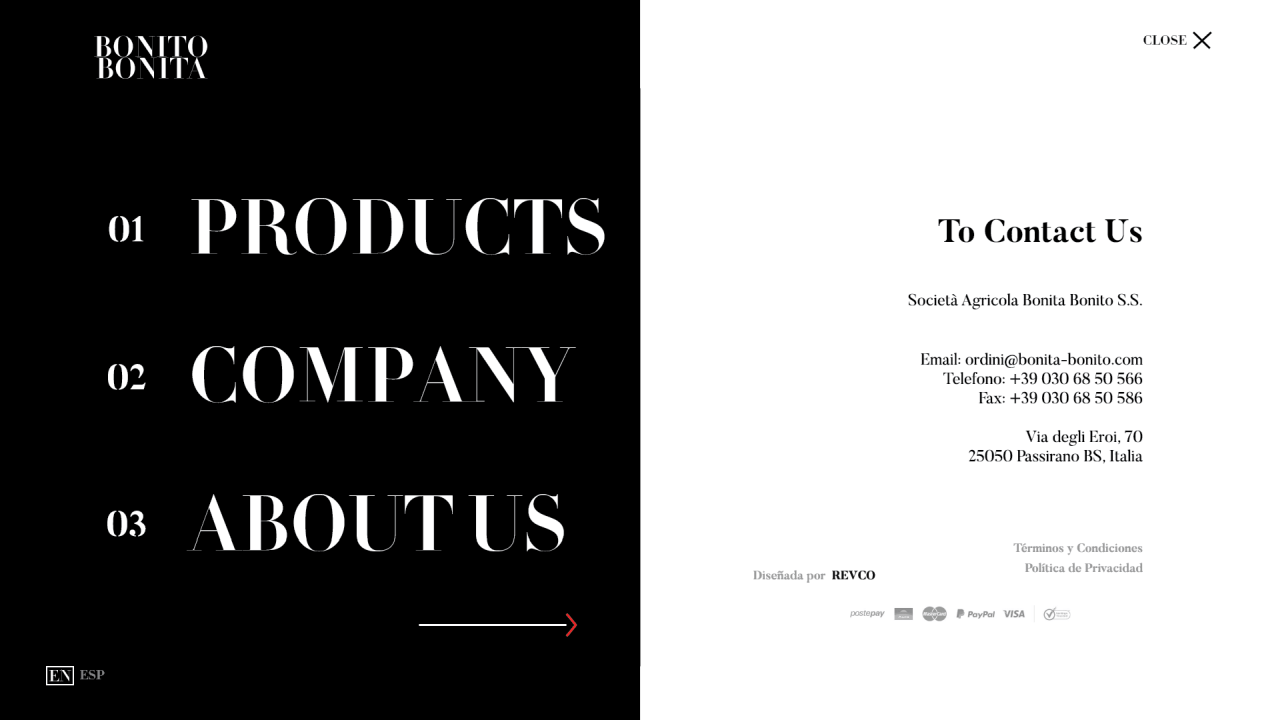 BONITO
BONITA
CLOSE
01 PRODUCTS
02 COMPANY
03 ABOUT US
EN ESP
To Contact Us
Società Agricola Bonita Bonito S.S.
Email: ordini@bonita-bonito.com
Telefono: +39 030 68 50 566
Fax: +39 030 68 50 586
Via degli Eroi, 70
25050 Passirano BS, Italia
Términos y Condiciones
Política de Privacidad
Diseñada por REVCO
postepay MasterCard PayPal VISA